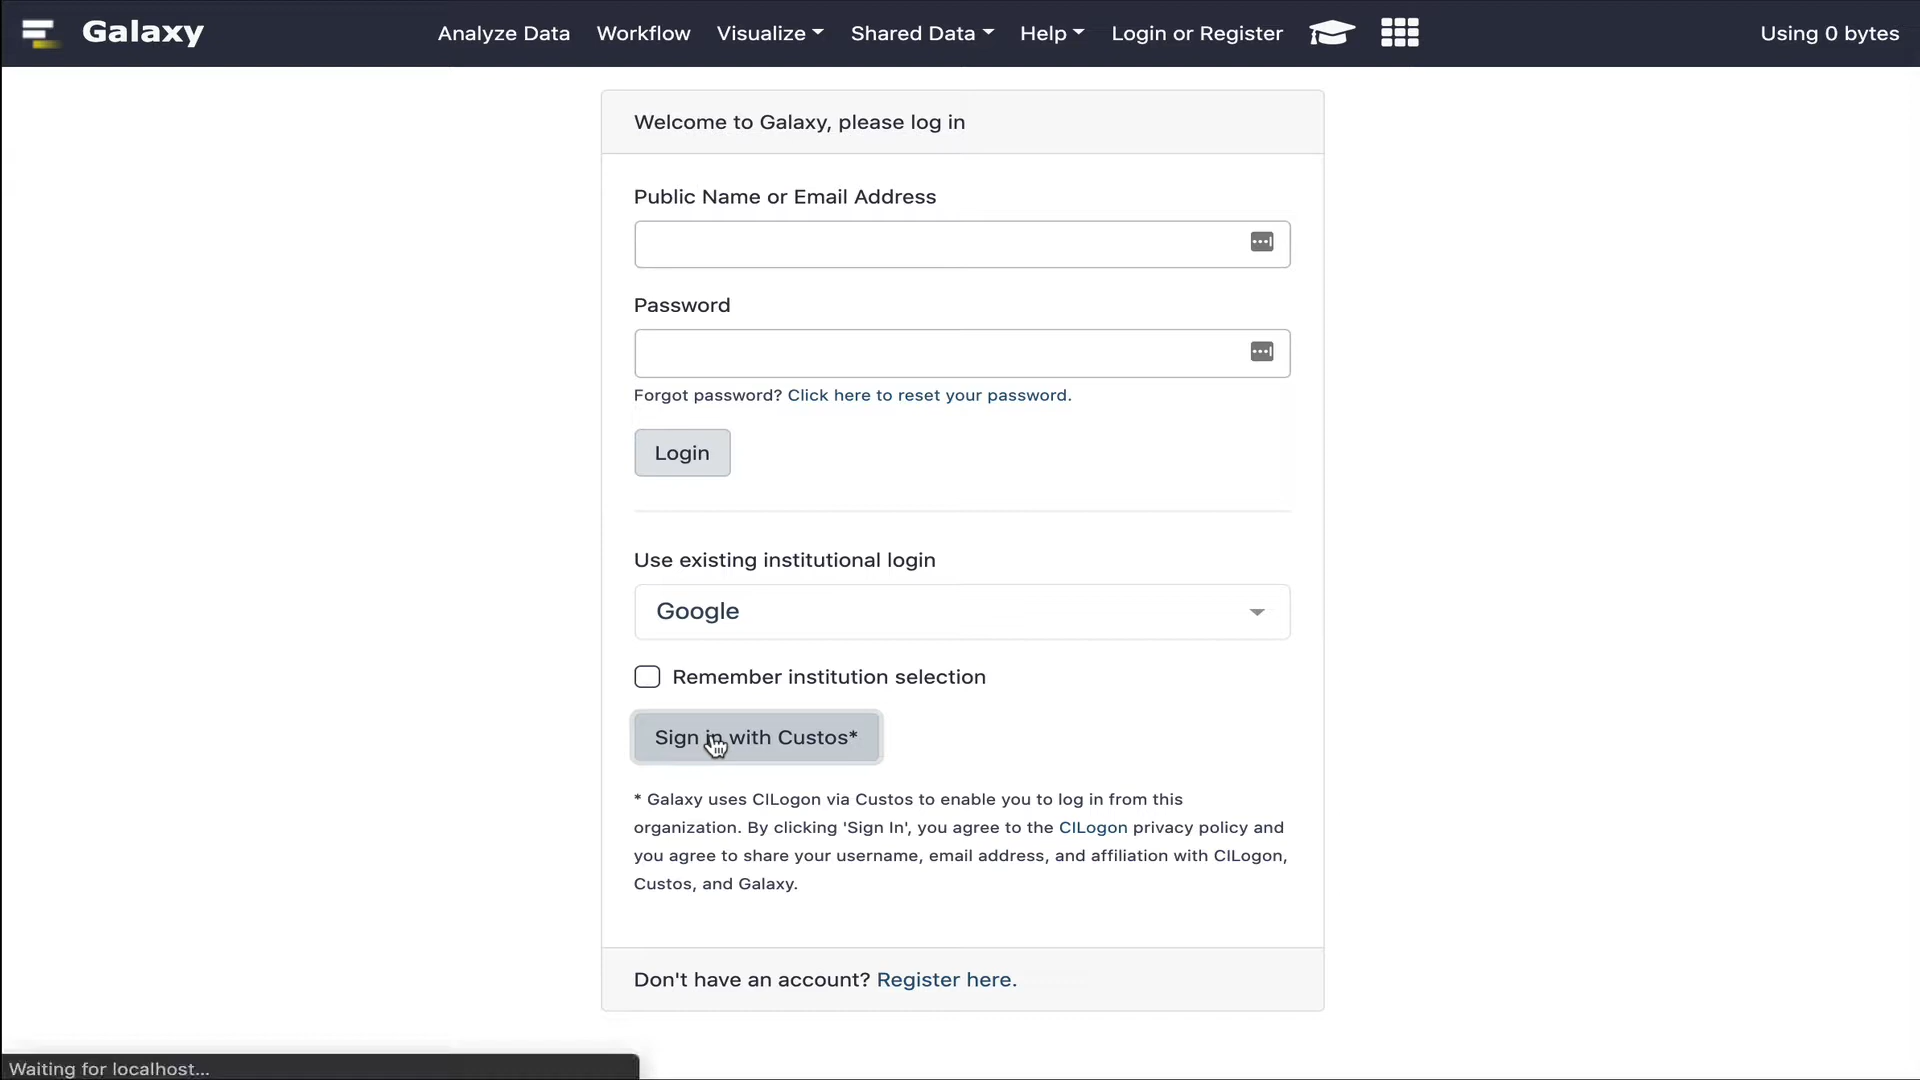 Galaxy
Analyze Data Workflow Visualize Shared Data Help Login or Register Using 0 bytes
Welcome to Galaxy, please log in
Public Name or Email Address
Password
Forgot password? Click here to reset your password.
Login
Use existing institutional login
Google
Remember institution selection
Sign in with Custos*
* Galaxy uses CILogon via Custos to enable you to log in from this
organization. By clicking 'Sign In', you agree to the CILogon privacy policy and
you agree to share your username, email address, and affiliation with CILogon,
Custos, and Galaxy.
Don't have an account? Register here.
Waiting for localhost...